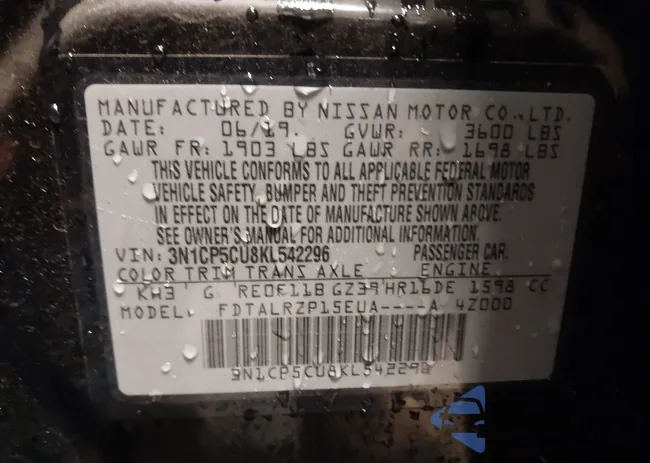 MANUFACTURED BY NISSAN MOTOR CO.,LTD.
DATE: 06/19. GVWR: 3600 LBS
GAWR FR: 1903 LBS GAWR RR: 1698 LBS
THIS VEHICLE CONFORMS TO ALL APPLICABLE FEDERAL MOTOR
VEHICLE SAFETY, BUMPER AND THEFT PREVENTION STANDARDS
IN EFFECT ON THE DATE OF MANUFACTURE SHOWN ABOVE.
SEE OWNER'S MANUAL FOR ADDITIONAL INFORMATION.
VIN: 3N1CP5CU8KL542296 PASSENGER CAR.
COLOR TRIM TRANS AXLE ENGINE
KH3 G RE0F11B GZ39 HR16DE 1598 CC
MODEL: FDTALRZP15EUA----A 4Z000
3N1CP5CU8KL542296